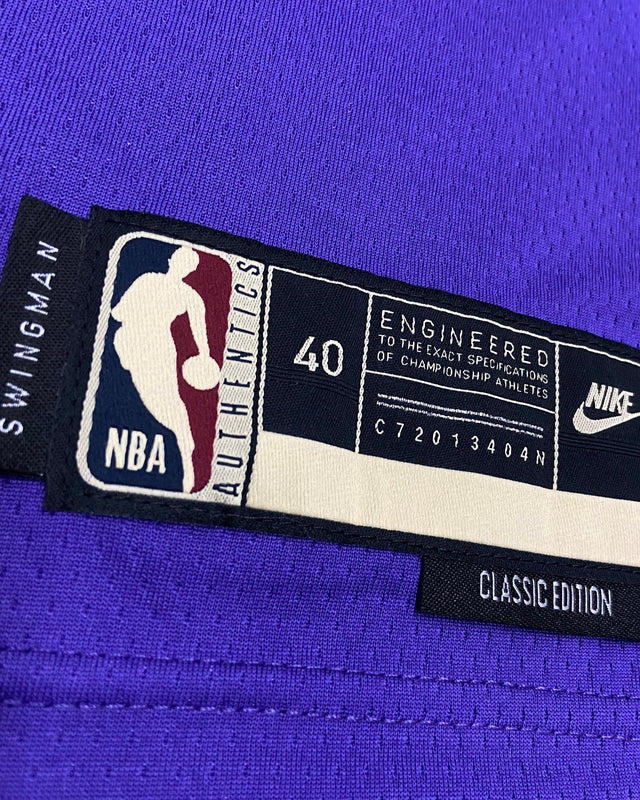 SWINGMAN
NBA
AUTHENTICS
40
ENGINEERED
TO THE EXACT SPECIFICATIONS
OF CHAMPIONSHIP ATHLETES
C72013404N
NIKE
CLASSIC EDITION